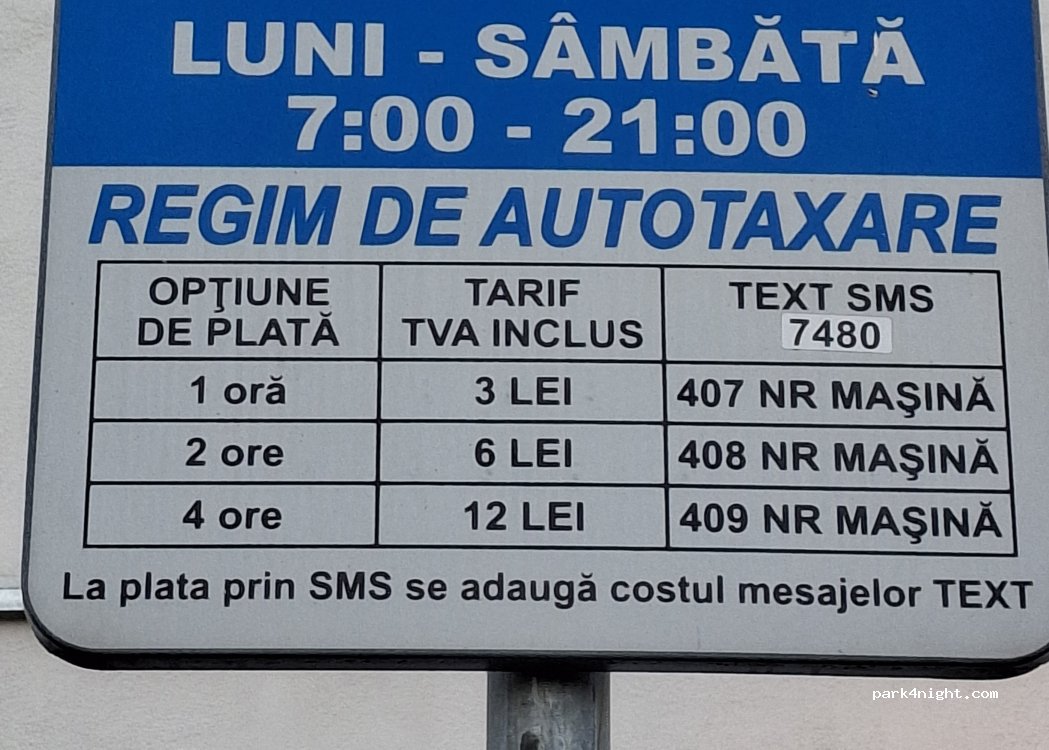 LUNI - SÂMBĂTĂ
7:00 - 21:00
REGIM DE AUTOTAXARE
OPŢIUNE DE PLATĂ TARIF TVA INCLUS TEXT SMS 7480
1 oră 3 LEI 407 NR MAŞINĂ
2 ore 6 LEI 408 NR MAŞINĂ
4 ore 12 LEI 409 NR MAŞINĂ
La plata prin SMS se adaugă costul mesajelor TEXT
park4night.com